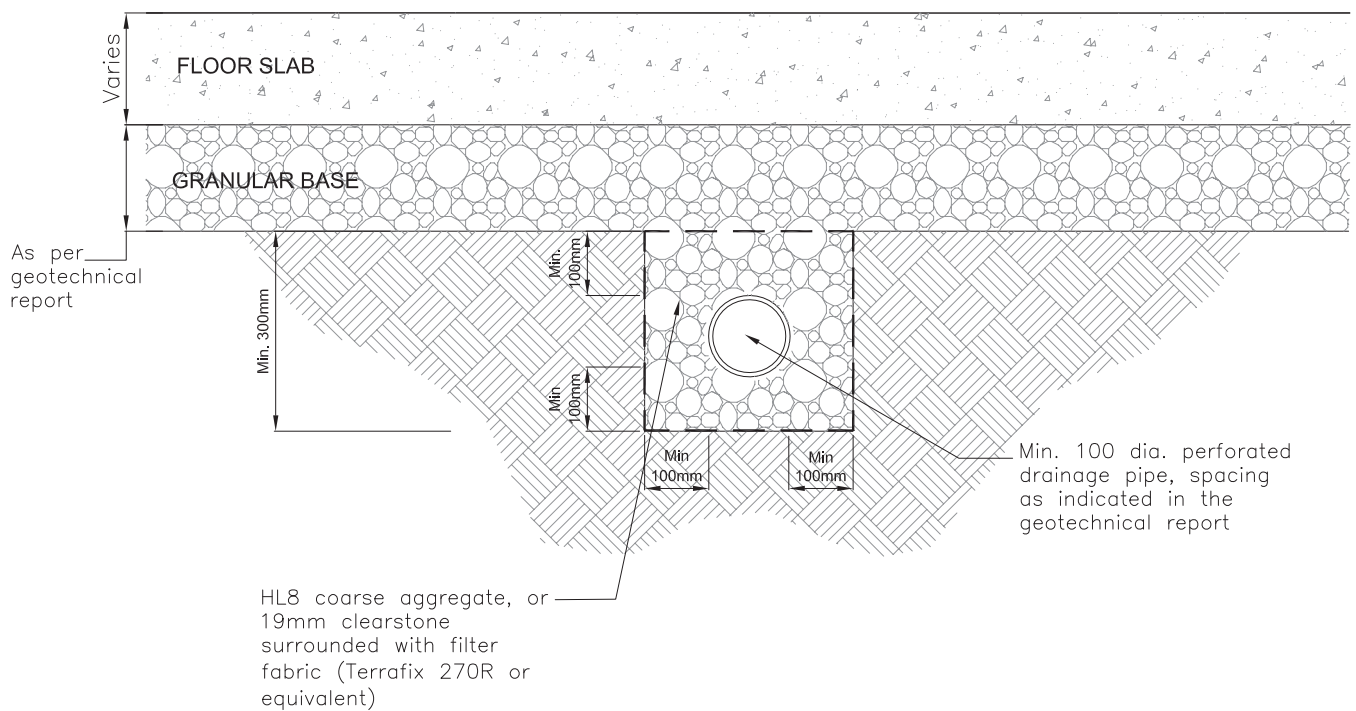 Varies
FLOOR SLAB
GRANULAR BASE
As per
geotechnical
report
Min. 300mm
Min.
100mm
Min
100mm
Min
100mm
Min
100mm
Min. 100 dia. perforated
drainage pipe, spacing
as indicated in the
geotechnical report
HL8 coarse aggregate, or
19mm clearstone
surrounded with filter
fabric (Terrafix 270R or
equivalent)